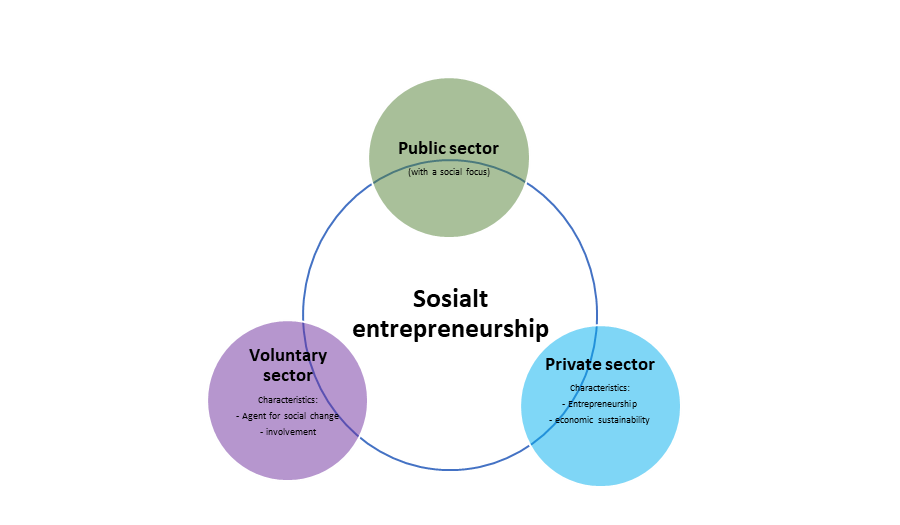 Public sector
(with a social focus)
Sosialt
entrepreneurship
Voluntary
sector
Characteristics:
- Agent for social change
- involvement
Private sector
Characteristics:
- Entrepreneurship
- economic sustainability